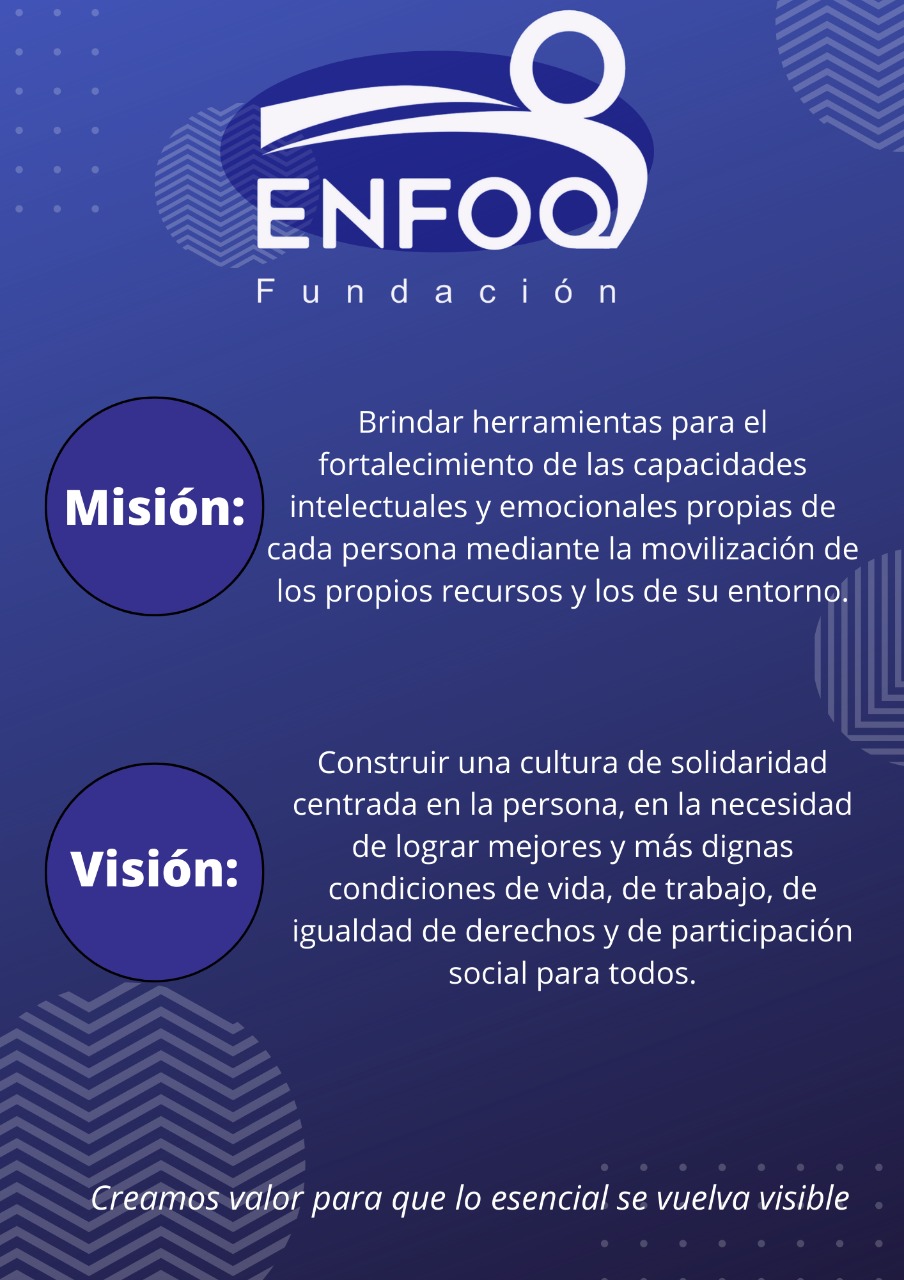 ENFOQ
Fundación
Misión:
Brindar herramientas para el
fortalecimiento de las capacidades
intelectuales y emocionales propias de
cada persona mediante la movilización de
los propios recursos y los de su entorno.
Visión:
Construir una cultura de solidaridad
centrada en la persona, en la necesidad
de lograr mejores y más dignas
condiciones de vida, de trabajo, de
igualdad de derechos y de participación
social para todos.
Creamos valor para que lo esencial se vuelva visible